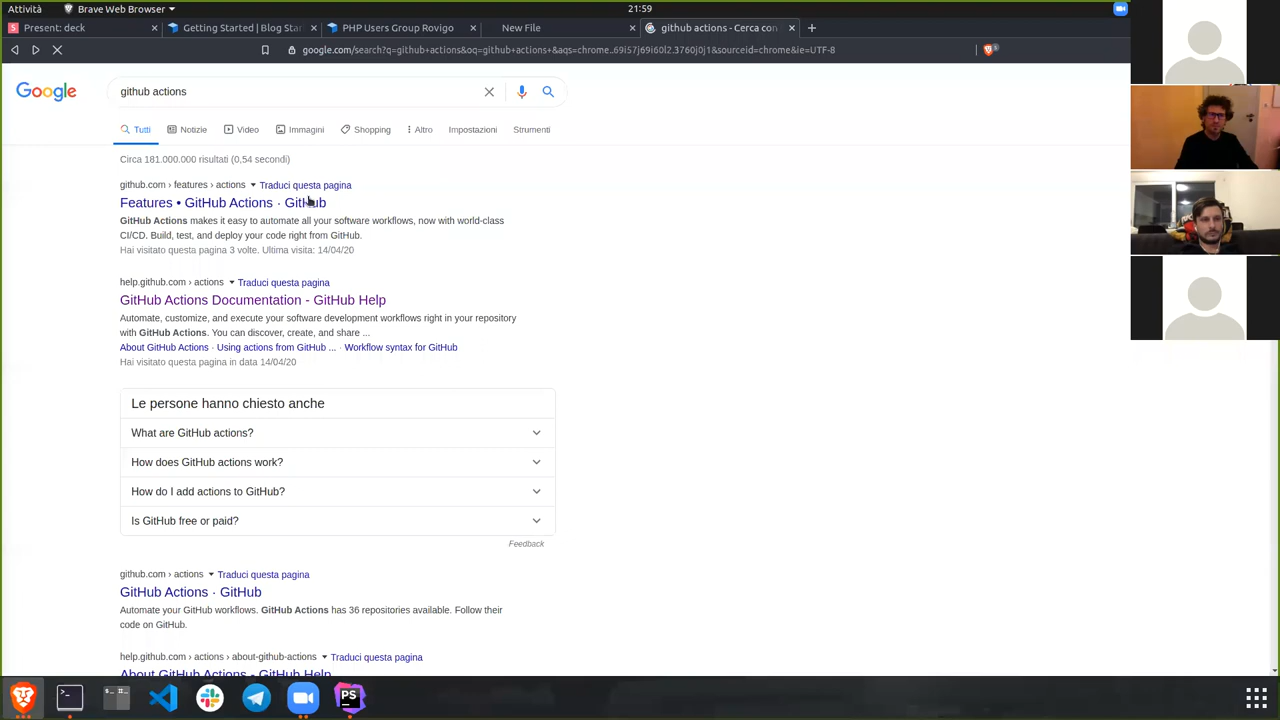 Attività
Brave Web Browser
21:59
Present: deck
Getting Started | Blog Star
PHP Users Group Rovigo
New File
github actions - Cerca con
google.com/search?q=github+actions&oq=github+actions+&aqs=chrome..69i57j69i60l2.3760j0j1&sourceid=chrome&ie=UTF-8
5
Google
github actions
Tutti
Notizie
Video
Immagini
Shopping
Altro
Impostazioni
Strumenti
Circa 181.000.000 risultati (0,54 secondi)
github.com › features › actions
Traduci questa pagina
Features • GitHub Actions · GitHub
GitHub Actions makes it easy to automate all your software workflows, now with world-class
CI/CD. Build, test, and deploy your code right from GitHub.
Hai visitato questa pagina 3 volte. Ultima visita: 14/04/20
help.github.com › actions
Traduci questa pagina
GitHub Actions Documentation - GitHub Help
Automate, customize, and execute your software development workflows right in your repository
with GitHub Actions. You can discover, create, and share ...
About GitHub Actions · Using actions from GitHub ... · Workflow syntax for GitHub
Hai visitato questa pagina in data 14/04/20
Le persone hanno chiesto anche
What are GitHub actions?
How does GitHub actions work?
How do I add actions to GitHub?
Is GitHub free or paid?
Feedback
github.com › actions
Traduci questa pagina
GitHub Actions · GitHub
Automate your GitHub workflows. GitHub Actions has 36 repositories available. Follow their
code on GitHub.
help.github.com › actions › about-github-actions
Traduci questa pagina
About GitHub Actions - GitHub Help
PS